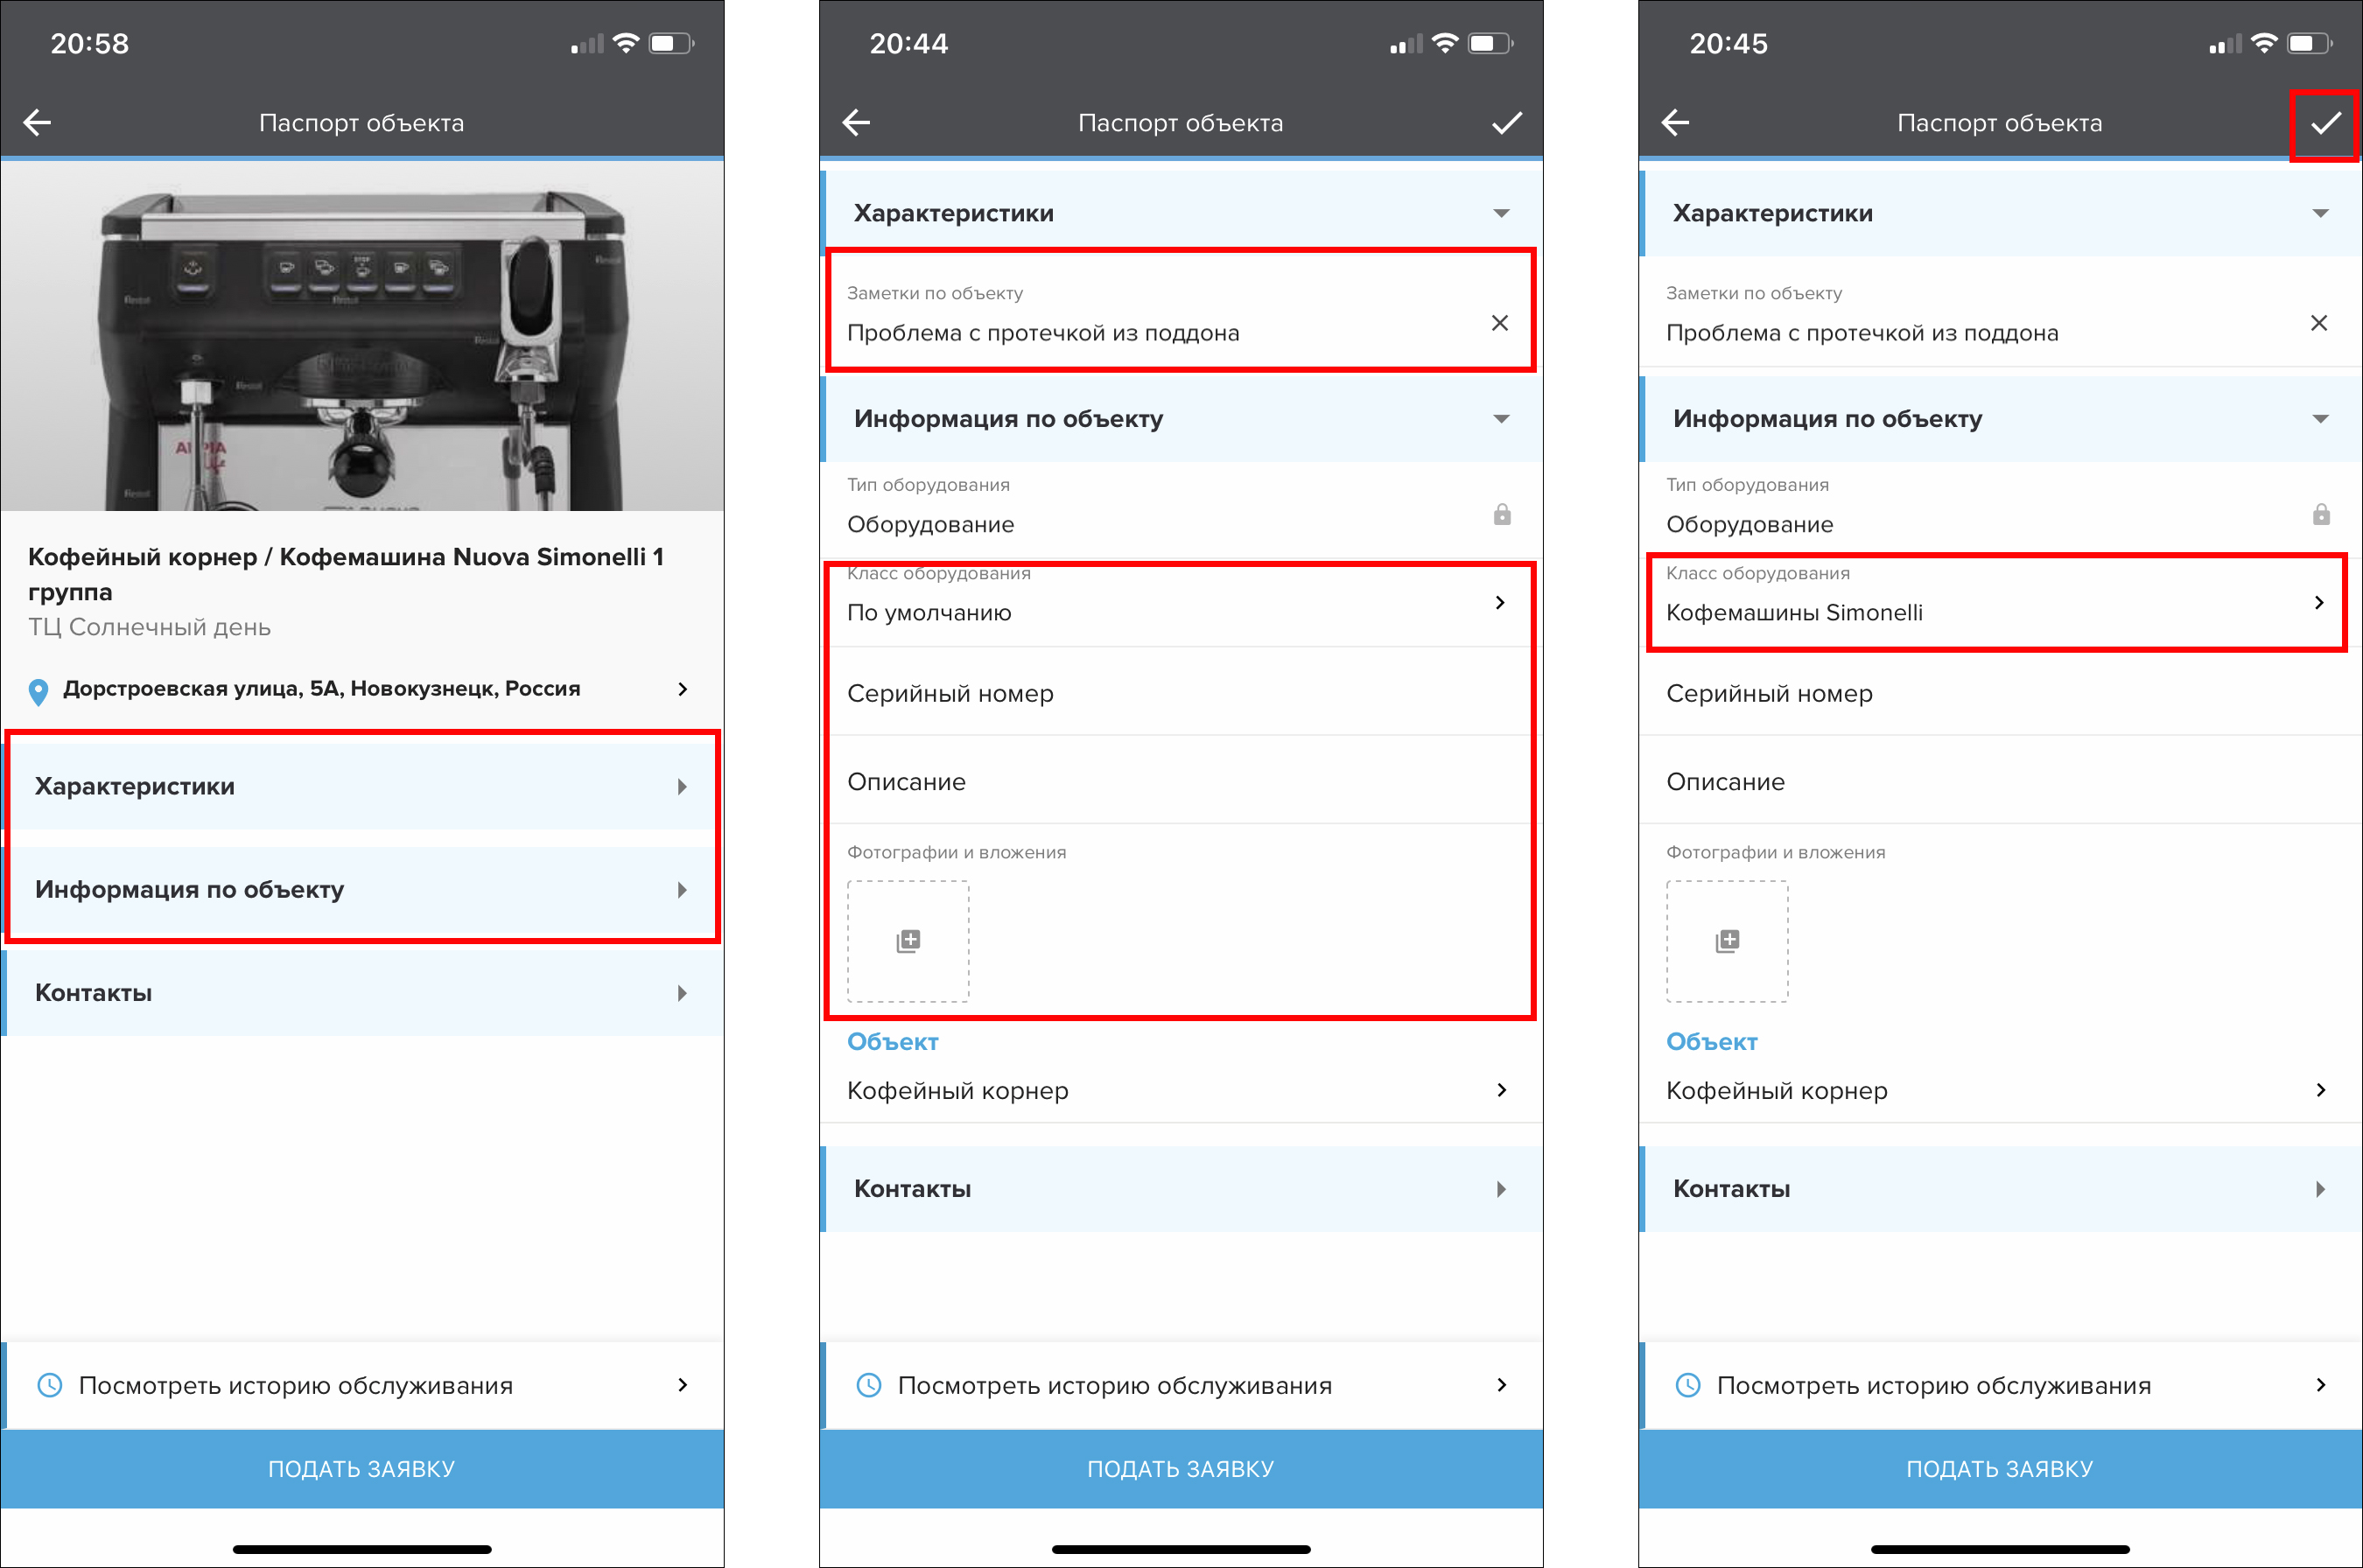 20:58
Паспорт объекта
STOP
Кофейный корнер / Кофемашина Nuova Simonelli 1
группа
ТЦ Солнечный день
Дорстроевская улица, 5А, Новокузнецк, Россия
Характеристики
Информация по объекту
Контакты
Посмотреть историю обслуживания
ПОДАТЬ ЗАЯВКУ
20:44
Паспорт объекта
Характеристики
Заметки по объекту
Проблема с протечкой из поддона
Информация по объекту
Тип оборудования
Оборудование
Класс оборудования
По умолчанию
Серийный номер
Описание
Фотографии и вложения
Объект
Кофейный корнер
Контакты
Посмотреть историю обслуживания
ПОДАТЬ ЗАЯВКУ
20:45
Паспорт объекта
Характеристики
Заметки по объекту
Проблема с протечкой из поддона
Информация по объекту
Тип оборудования
Оборудование
Класс оборудования
Кофемашины Simonelli
Серийный номер
Описание
Фотографии и вложения
Объект
Кофейный корнер
Контакты
Посмотреть историю обслуживания
ПОДАТЬ ЗАЯВКУ